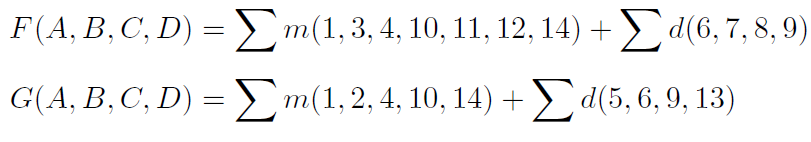 F(A, B, C, D) = ∑ m(1, 3, 4, 10, 11, 12, 14) + ∑ d(6, 7, 8, 9)
G(A, B, C, D) = ∑ m(1, 2, 4, 10, 14) + ∑ d(5, 6, 9, 13)